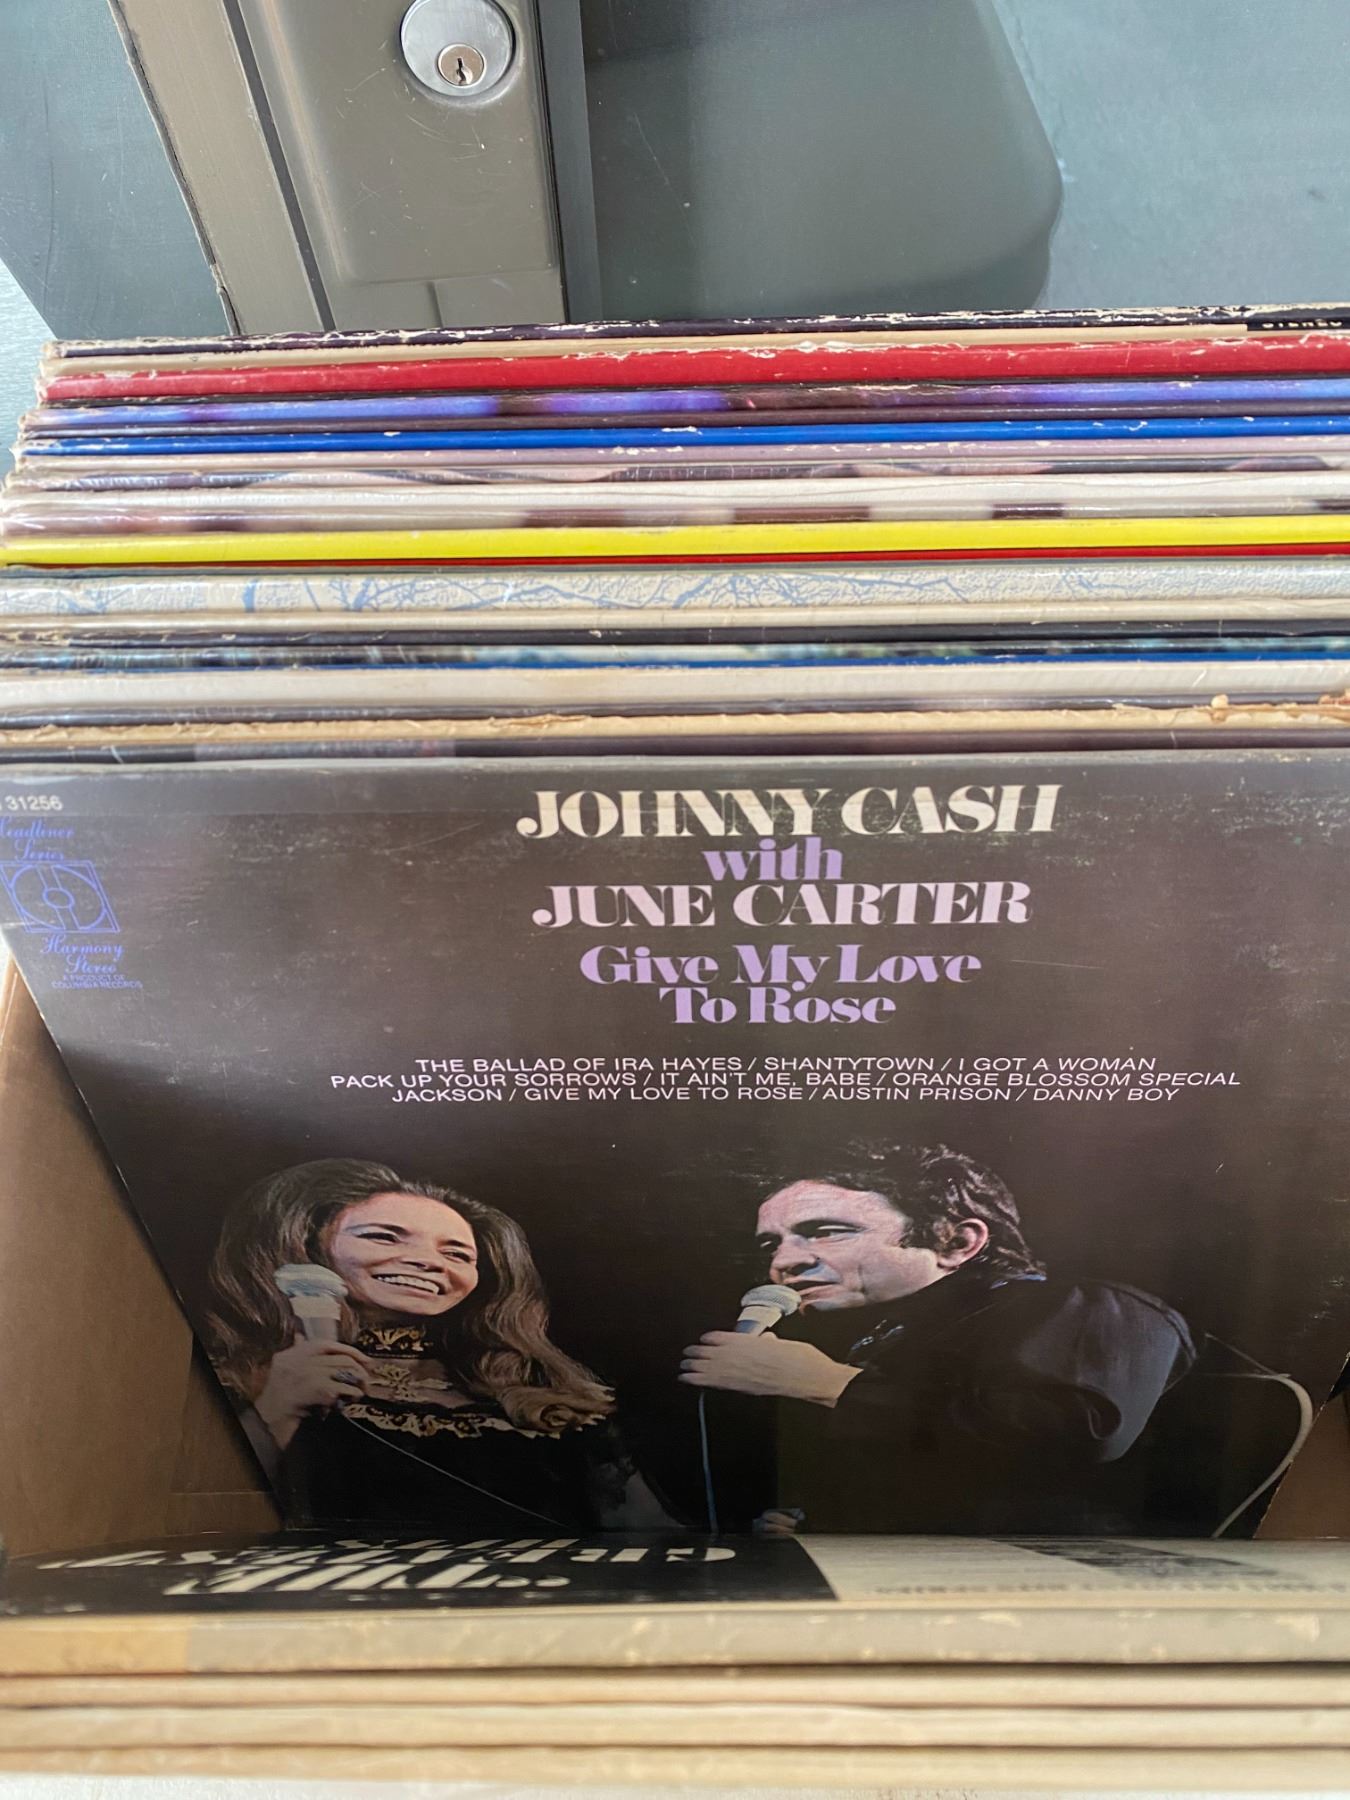 STEREO
31256
Headliner
Series
Harmony
Stereo
A PRODUCT OF
COLUMBIA RECORDS
JOHNNY CASH
with
JUNE CARTER
Give My Love
To Rose
THE BALLAD OF IRA HAYES / SHANTYTOWN / I GOT A WOMAN
PACK UP YOUR SORROWS / IT AIN'T ME, BABE / ORANGE BLOSSOM SPECIAL
JACKSON / GIVE MY LOVE TO ROSE / AUSTIN PRISON / DANNY BOY